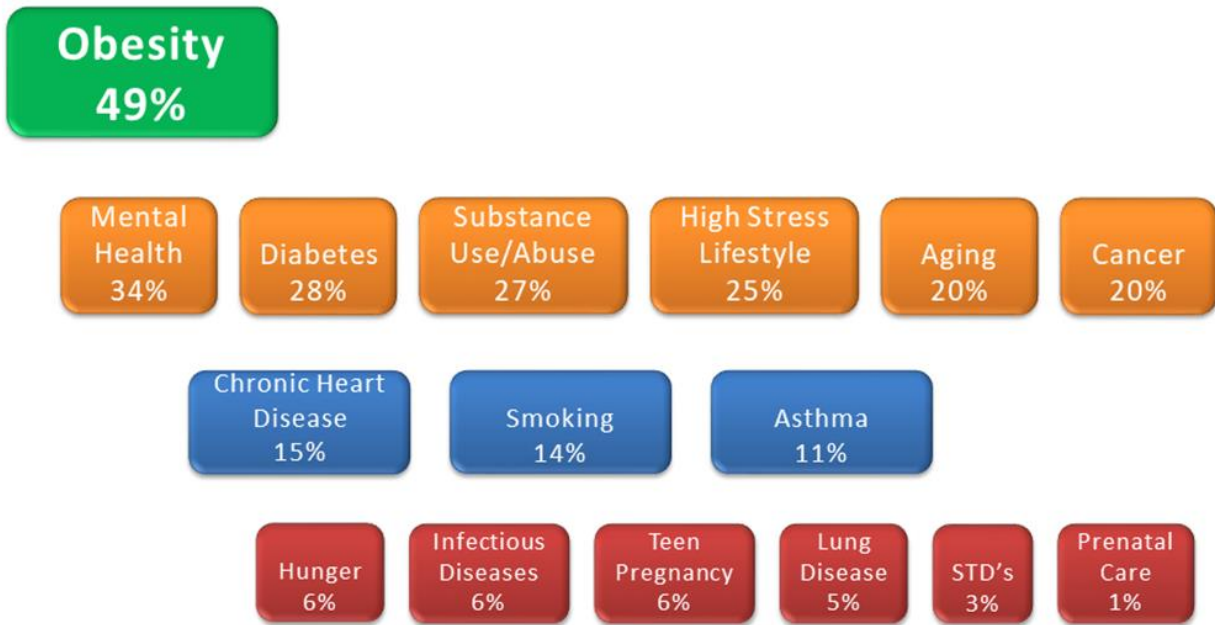 Obesity
49%
Mental
Health
34%
Diabetes
28%
Substance
Use/Abuse
27%
High Stress
Lifestyle
25%
Aging
20%
Cancer
20%
Chronic Heart
Disease
15%
Smoking
14%
Asthma
11%
Hunger
6%
Infectious
Diseases
6%
Teen
Pregnancy
6%
Lung
Disease
5%
STD's
3%
Prenatal
Care
1%